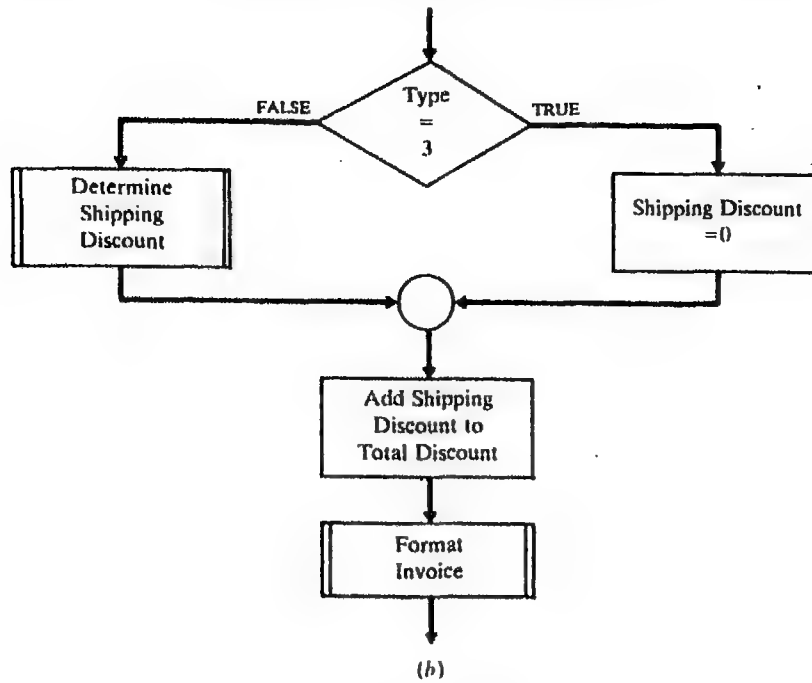 Type
=
3
FALSE
TRUE
Determine
Shipping
Discount
Shipping Discount
=0
Add Shipping
Discount to
Total Discount
Format
Invoice
(b)